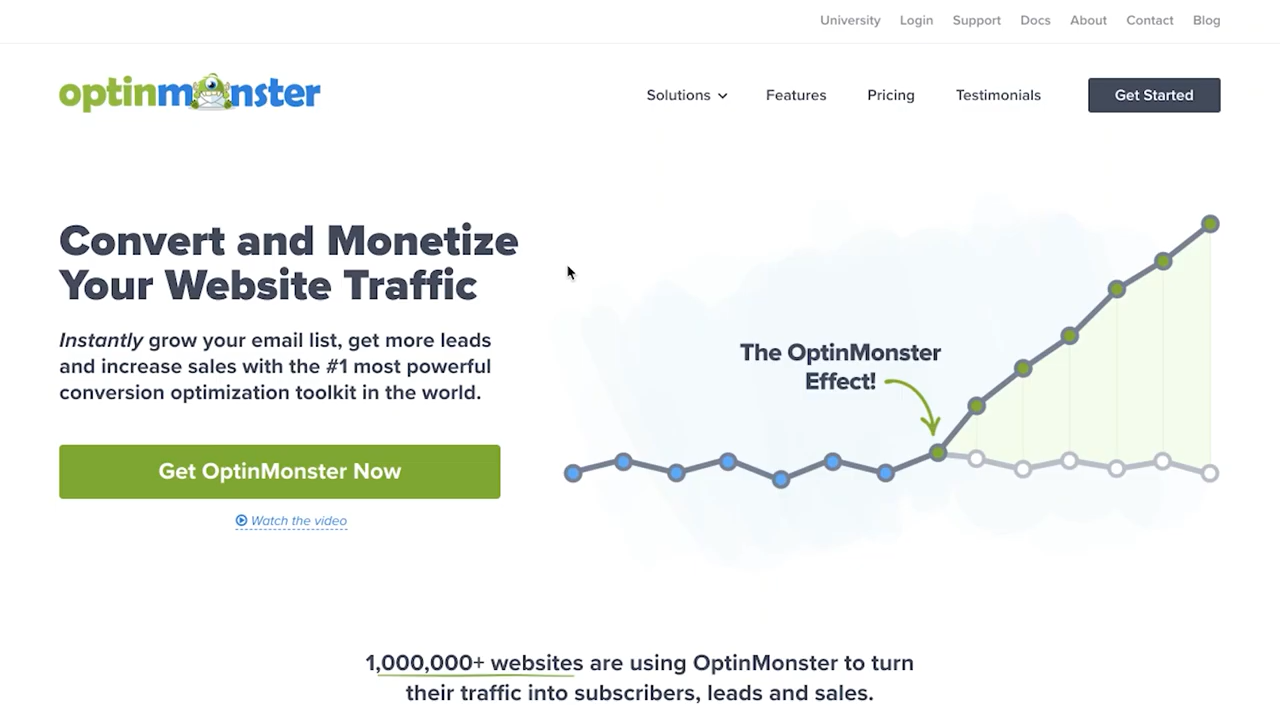 University Login Support Docs About Contact Blog
optinmonster
Solutions Features Pricing Testimonials Get Started
Convert and Monetize
Your Website Traffic
Instantly grow your email list, get more leads
and increase sales with the #1 most powerful
conversion optimization toolkit in the world.
Get OptinMonster Now
Watch the video
The OptinMonster
Effect!
1,000,000+ websites are using OptinMonster to turn
their traffic into subscribers, leads and sales.